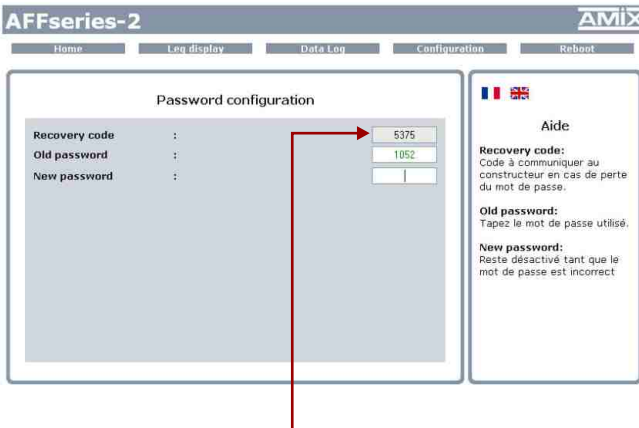 AFFseries-2
AMiX
Home Leg display Data Log Configuration Reboot
Password configuration
Recovery code : 5375
Old password : 1052
New password :
Aide
Recovery code:
Code à communiquer au
constructeur en cas de perte
du mot de passe.
Old password:
Tapez le mot de passe utilisé.
New password:
Reste désactivé tant que le
mot de passe est incorrect